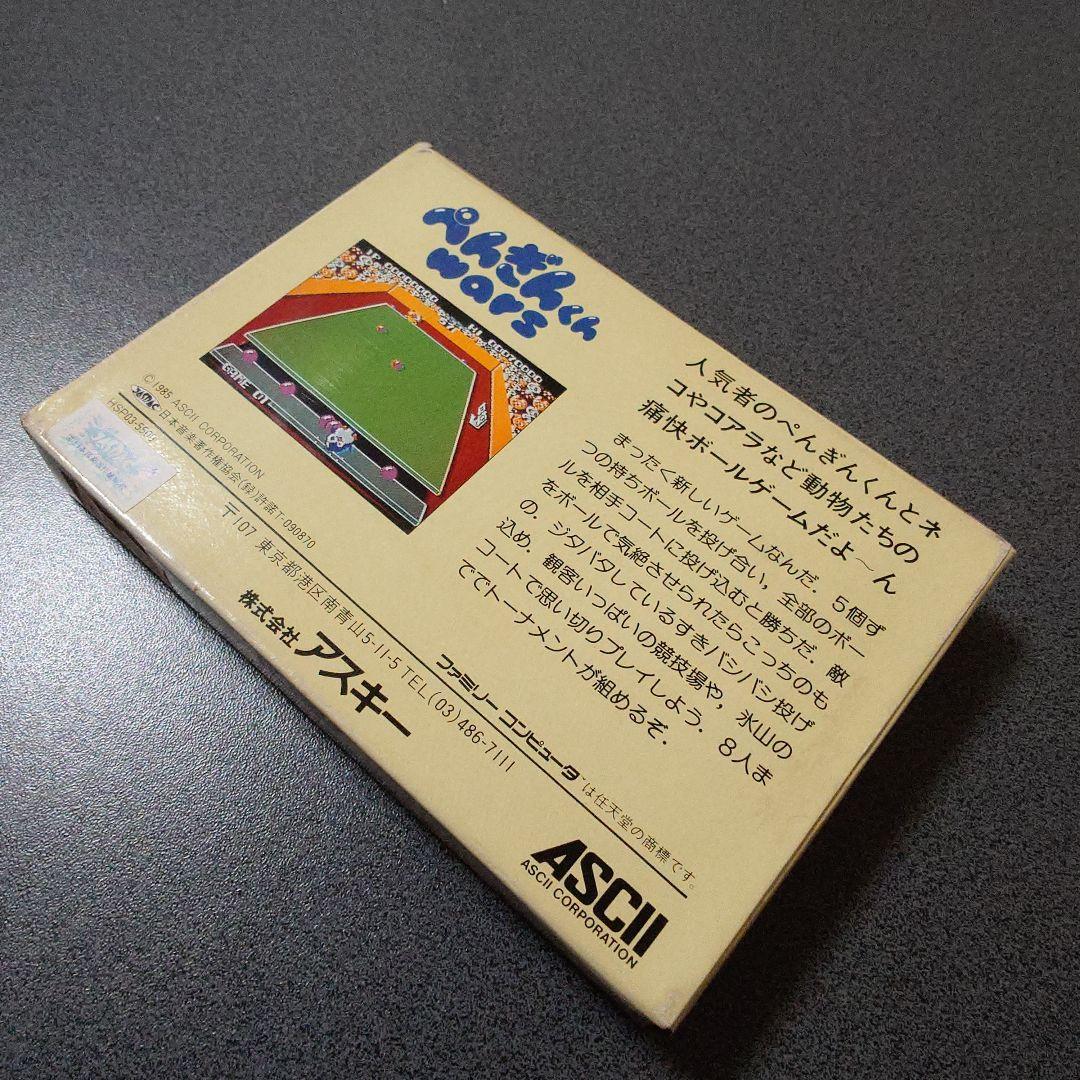 ぺんぎんくん
wars
1P 00000000
HI 00070000
GAME 01
人気者のぺんぎんくんとネ
コやコアラなど動物たちの
痛快ボールゲームだよ〜ん
まったく新しいゲームなんだ．5個ず
つの持ちボールを投げ合い，全部のボー
ルを相手コートに投げ込むと勝ちだ．敵
をボールで気絶させられたらこっちのも
の．ジタバタしているすきバシバシ投げ
込め．観客いっぱいの競技場や，氷山の
コートで思い切りプレイしよう．8人ま
ででトーナメントが組めるぞ．
©1985 ASCII CORPORATION
日本音楽著作権協会(録)許諾T-090870
HSP03-5503
ファミリーコンピュータ は任天堂の商標です。
〒107 東京都港区南青山5-11-5 TEL(03)486-7111
株式会社アスキー
ASCII
ASCII CORPORATION